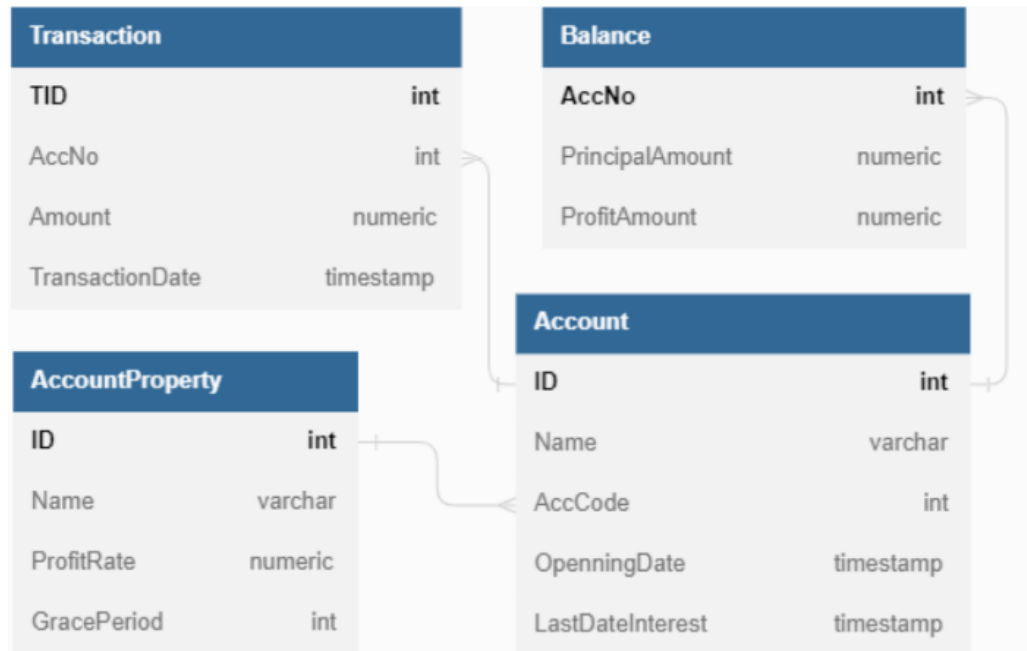 Transaction
TID int
AccNo int
Amount numeric
TransactionDate timestamp
Balance
AccNo int
PrincipalAmount numeric
ProfitAmount numeric
AccountProperty
ID int
Name varchar
ProfitRate numeric
GracePeriod int
Account
ID int
Name varchar
AccCode int
OpenningDate timestamp
LastDateInterest timestamp